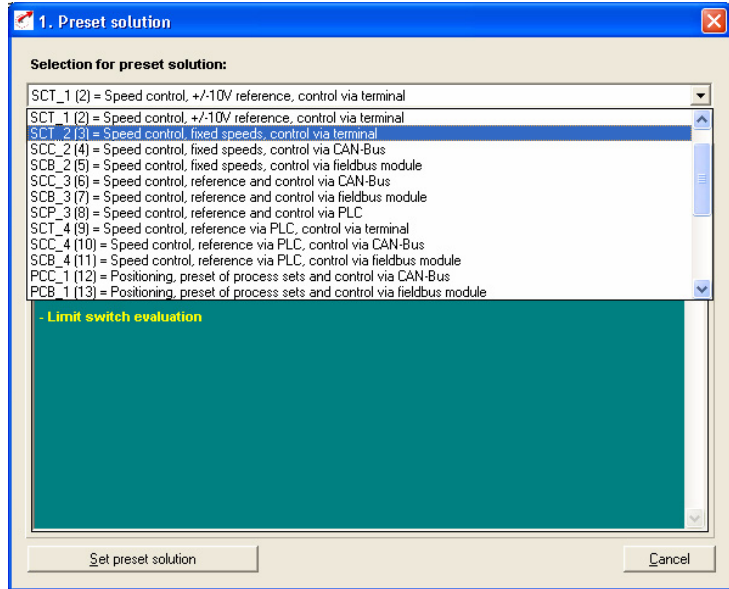 1. Preset solution
Selection for preset solution:
SCT_1 (2) = Speed control, +/-10V reference, control via terminal
SCT_1 (2) = Speed control, +/-10V reference, control via terminal
SCT_2 (3) = Speed control, fixed speeds, control via terminal
SCC_2 (4) = Speed control, fixed speeds, control via CAN-Bus
SCB_2 (5) = Speed control, fixed speeds, control via fieldbus module
SCC_3 (6) = Speed control, reference and control via CAN-Bus
SCB_3 (7) = Speed control, reference and control via fieldbus module
SCP_3 (8) = Speed control, reference and control via PLC
SCT_4 (9) = Speed control, reference via PLC, control via terminal
SCC_4 (10) = Speed control, reference via PLC, control via CAN-Bus
SCB_4 (11) = Speed control, reference via PLC, control via fieldbus module
PCC_1 (12) = Positioning, preset of process sets and control via CAN-Bus
PCB_1 (13) = Positioning, preset of process sets and control via fieldbus module
- Limit switch evaluation
Set preset solution
Cancel